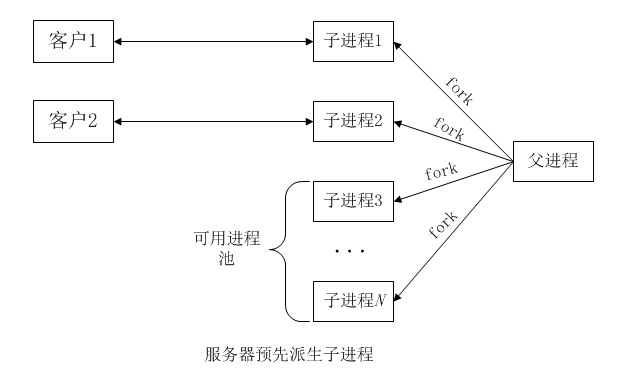 客户1
子进程1
fork
客户2
子进程2
fork
父进程
fork
子进程3
可用进程
池
...
fork
子进程N
服务器预先派生子进程